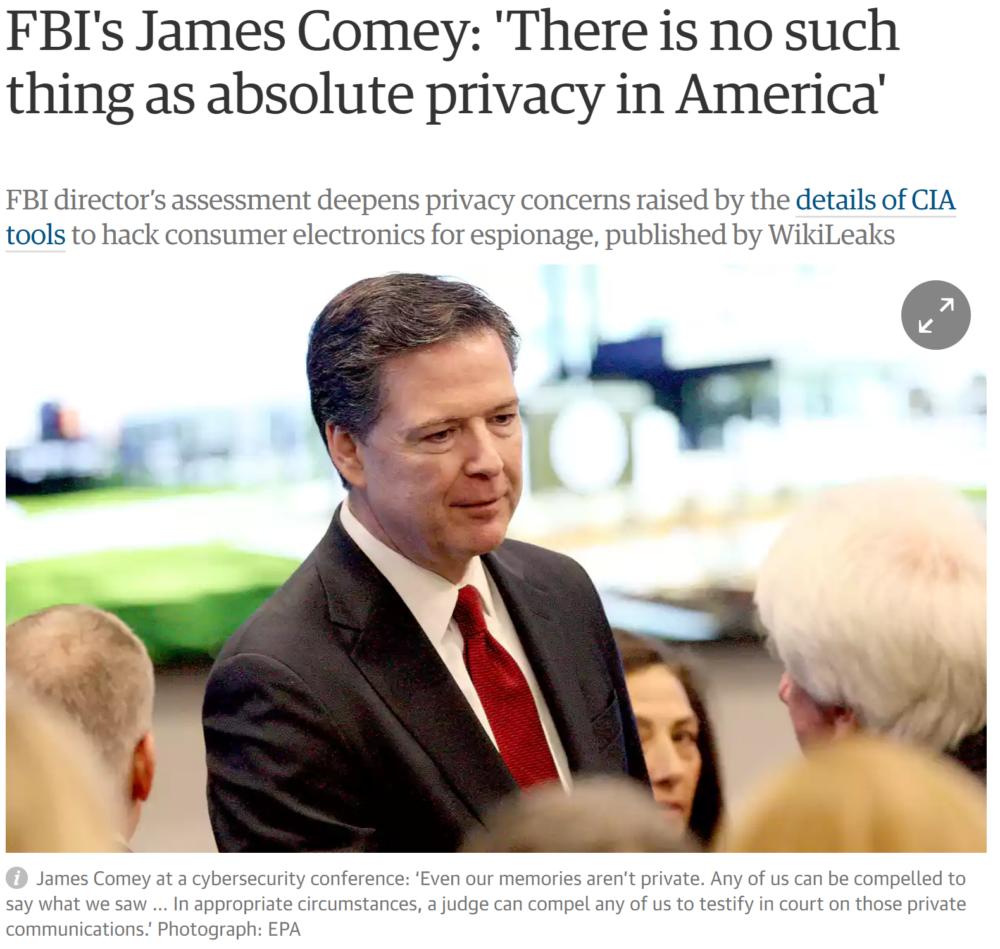 FBI's James Comey: 'There is no such
thing as absolute privacy in America'
FBI director’s assessment deepens privacy concerns raised by the details of CIA
tools to hack consumer electronics for espionage, published by WikiLeaks
i James Comey at a cybersecurity conference: ‘Even our memories aren’t private. Any of us can be compelled to
say what we saw ... In appropriate circumstances, a judge can compel any of us to testify in court on those private
communications.’ Photograph: EPA